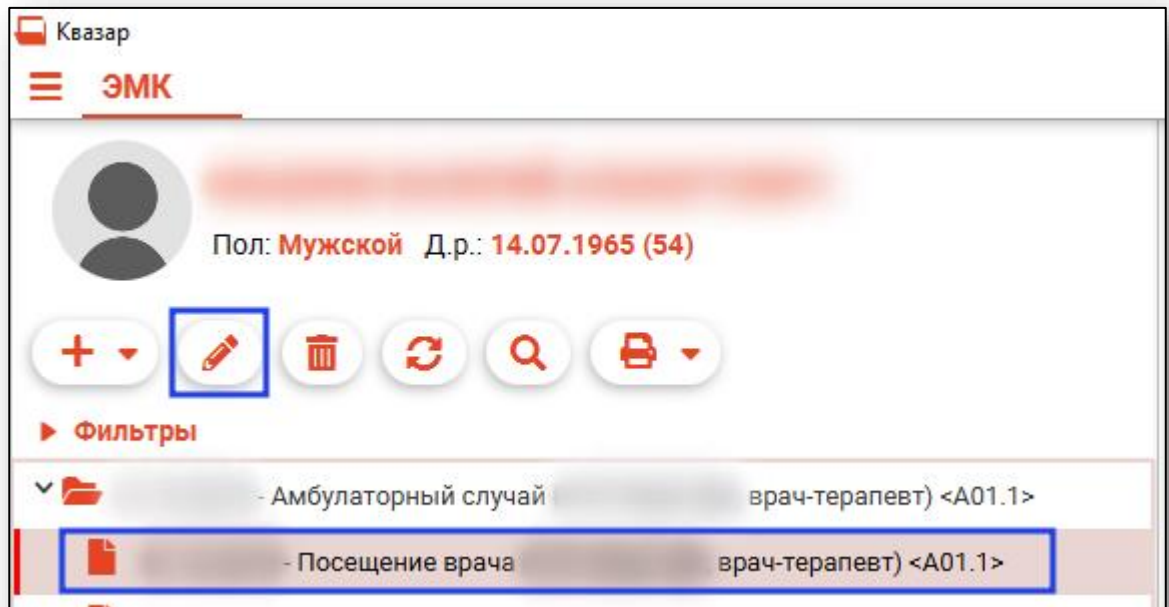 Квазар
ЭМК
Пол: Мужской Д.р.: 14.07.1965 (54)
Фильтры
- Амбулаторный случай врач-терапевт) <A01.1>
- Посещение врача врач-терапевт) <A01.1>